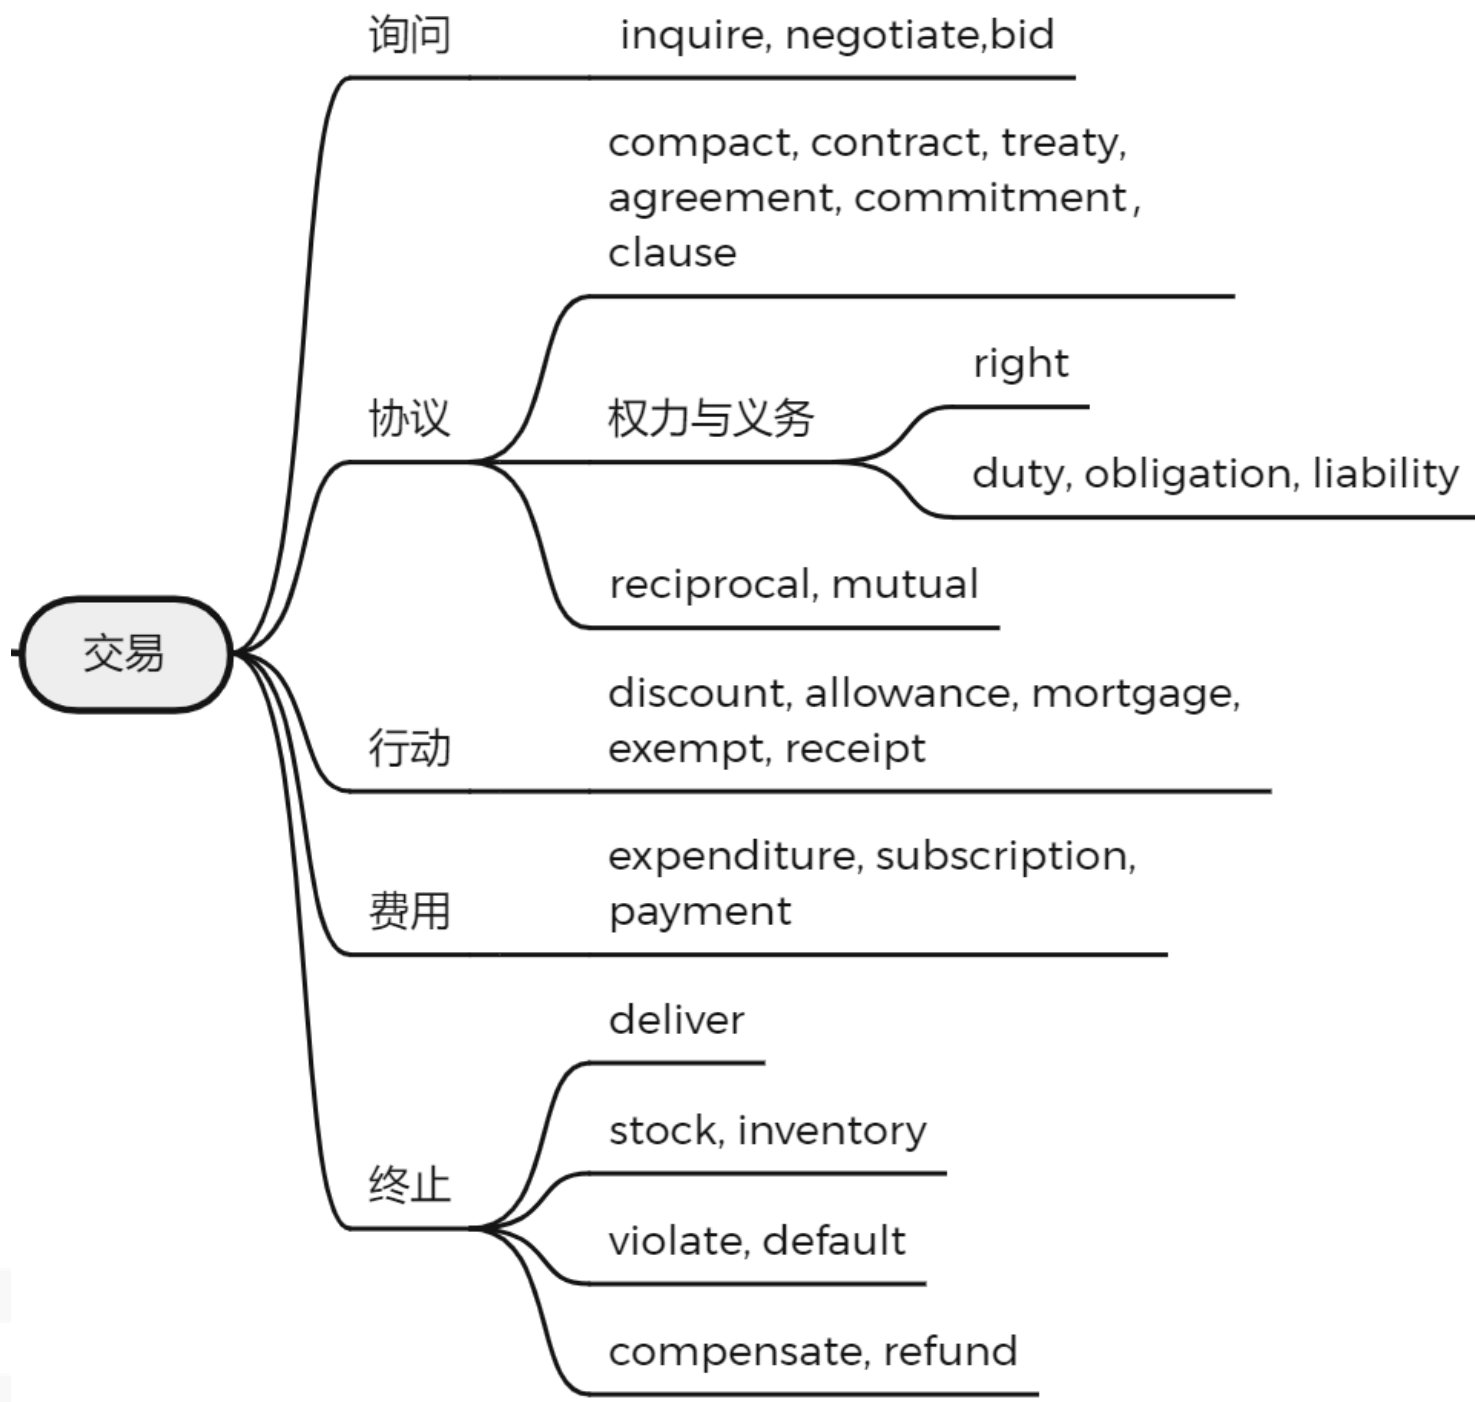 询问
inquire, negotiate,bid
compact, contract, treaty,
agreement, commitment,
clause
协议
权力与义务
right
duty, obligation, liability
reciprocal, mutual
交易
行动
discount, allowance, mortgage,
exempt, receipt
费用
expenditure, subscription,
payment
终止
deliver
stock, inventory
violate, default
compensate, refund